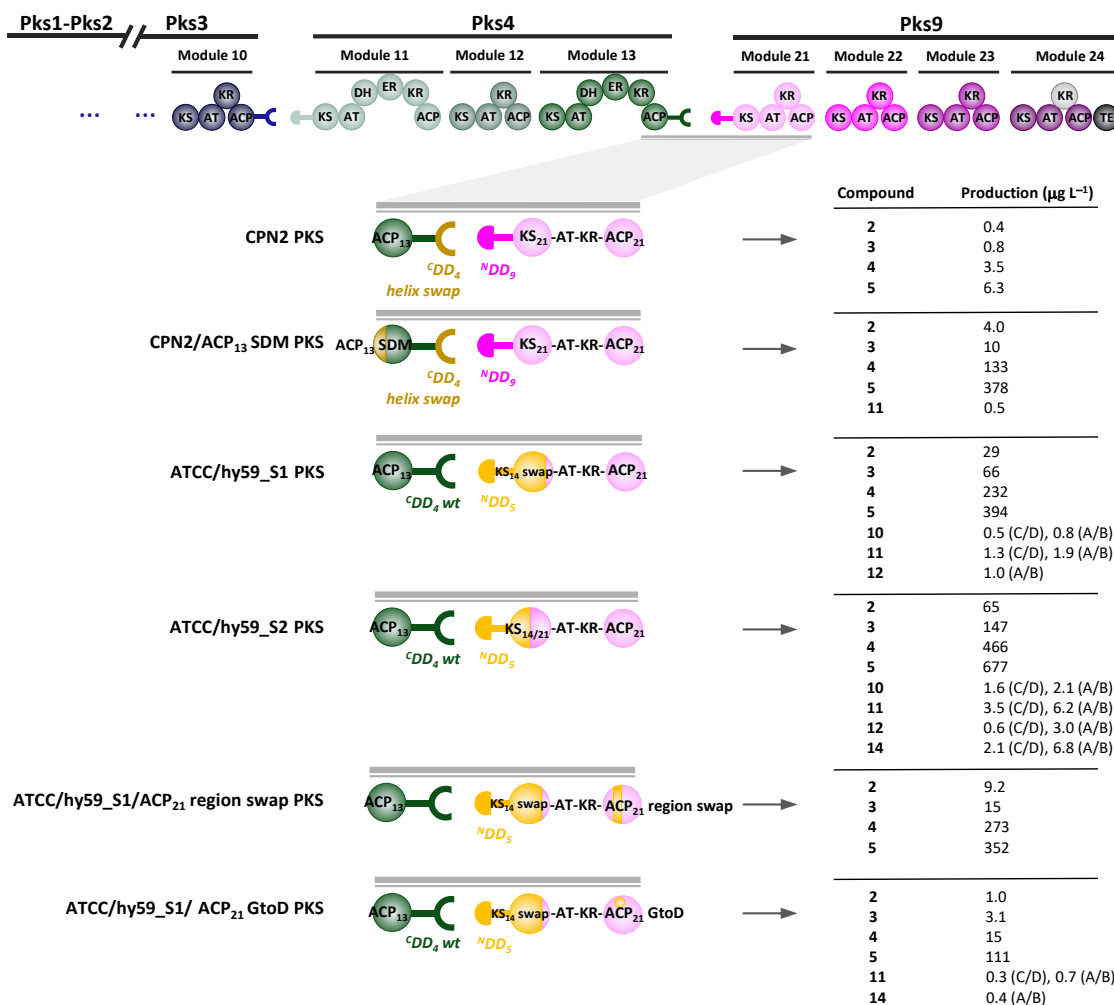 Pks1-Pks2 Pks3 Pks4 Pks9
Module 10 Module 11 Module 12 Module 13 Module 21 Module 22 Module 23 Module 24
DH ER KR DH ER KR
KR KR KR KR KR KR
... ... KS AT ACP KS AT ACP KS AT ACP KS AT ACP KS AT ACP KS AT ACP KS AT ACP KS AT ACP TE
Compound Production (µg L⁻¹)
CPN2 PKS
ACP13 KS21-AT-KR-ACP21
CDD4 NDD9
helix swap
2 0.4
3 0.8
4 3.5
5 6.3
CPN2/ACP13 SDM PKS
ACP13 SDM KS21-AT-KR-ACP21
CDD4 NDD9
helix swap
2 4.0
3 10
4 133
5 378
11 0.5
ATCC/hy59_S1 PKS
ACP13 KS14 swap-AT-KR-ACP21
CDD4 wt NDD5
2 29
3 66
4 232
5 394
10 0.5 (C/D), 0.8 (A/B)
11 1.3 (C/D), 1.9 (A/B)
12 1.0 (A/B)
ATCC/hy59_S2 PKS
ACP13 KS14/21-AT-KR-ACP21
CDD4 wt NDD5
2 65
3 147
4 466
5 677
10 1.6 (C/D), 2.1 (A/B)
11 3.5 (C/D), 6.2 (A/B)
12 0.6 (C/D), 3.0 (A/B)
14 2.1 (C/D), 6.8 (A/B)
ATCC/hy59_S1/ACP21 region swap PKS
ACP13 KS14 swap-AT-KR-ACP21 region swap
NDD5
2 9.2
3 15
4 273
5 352
ATCC/hy59_S1/ ACP21 GtoD PKS
ACP13 KS14 swap-AT-KR-ACP21 GtoD
CDD4 wt NDD5
2 1.0
3 3.1
4 15
5 111
11 0.3 (C/D), 0.7 (A/B)
14 0.4 (A/B)